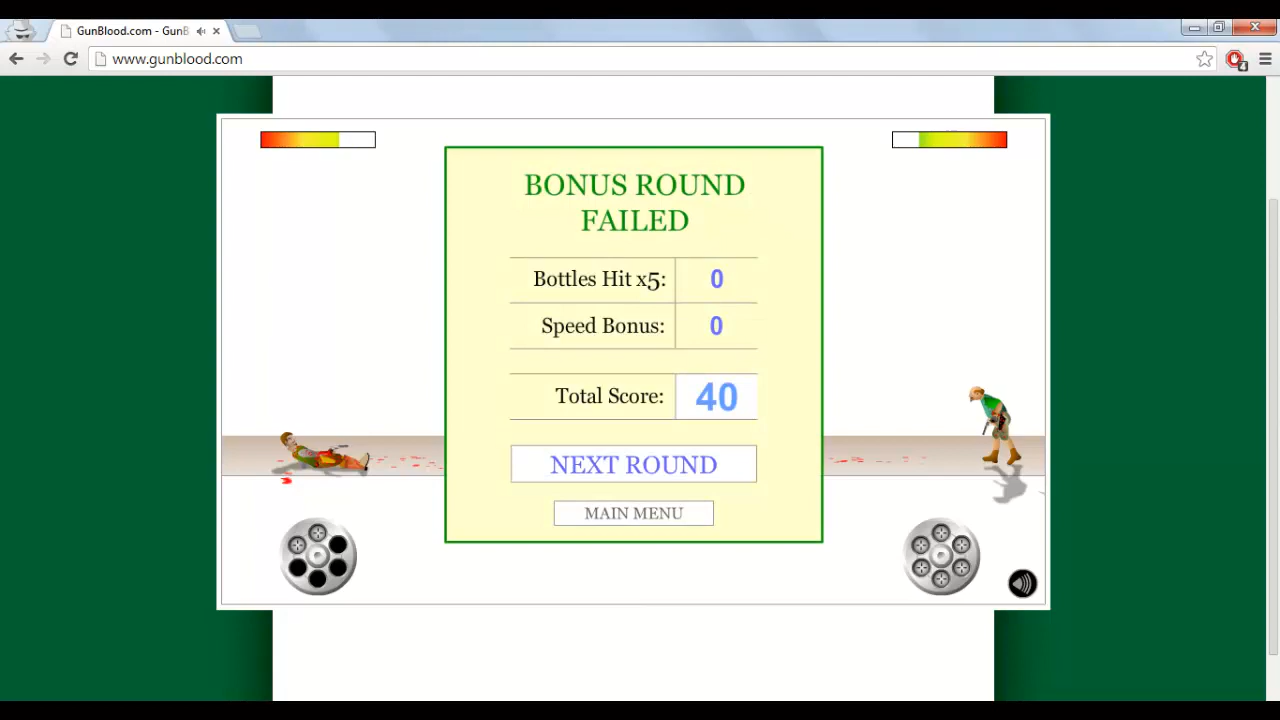 GunBlood.com - GunB
www.gunblood.com
4
BONUS ROUND
FAILED
Bottles Hit x5: 0
Speed Bonus: 0
Total Score: 40
NEXT ROUND
MAIN MENU